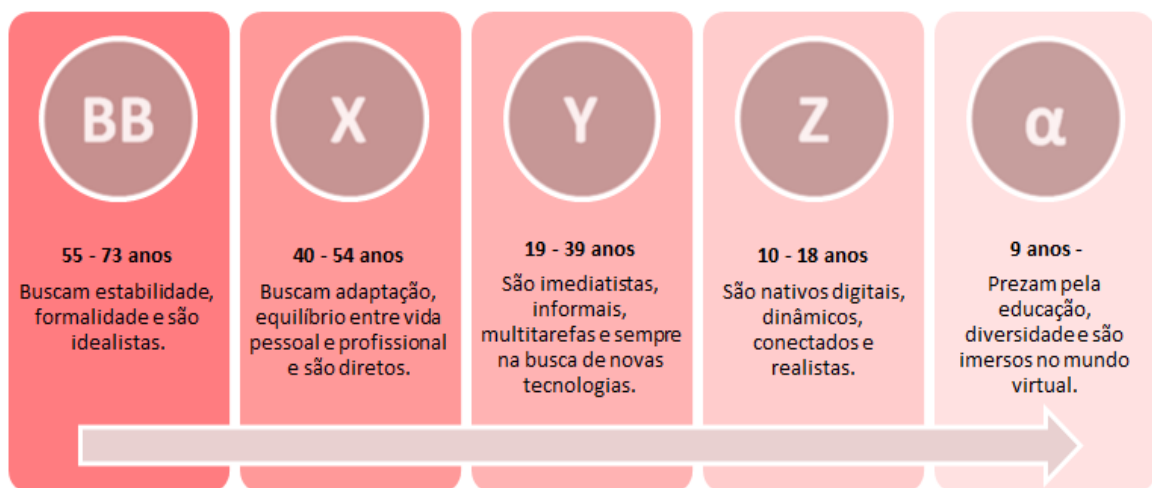 BB
55 - 73 anos
Buscam estabilidade,
formalidade e são
idealistas.
X
40 - 54 anos
Buscam adaptação,
equilíbrio entre vida
pessoal e profissional
e são diretos.
Y
19 - 39 anos
São imediatistas,
informais,
multitarefas e sempre
na busca de novas
tecnologias.
Z
10 - 18 anos
São nativos digitais,
dinâmicos,
conectados e
realistas.
α
9 anos -
Prezam pela
educação,
diversidade e são
imersos no mundo
virtual.